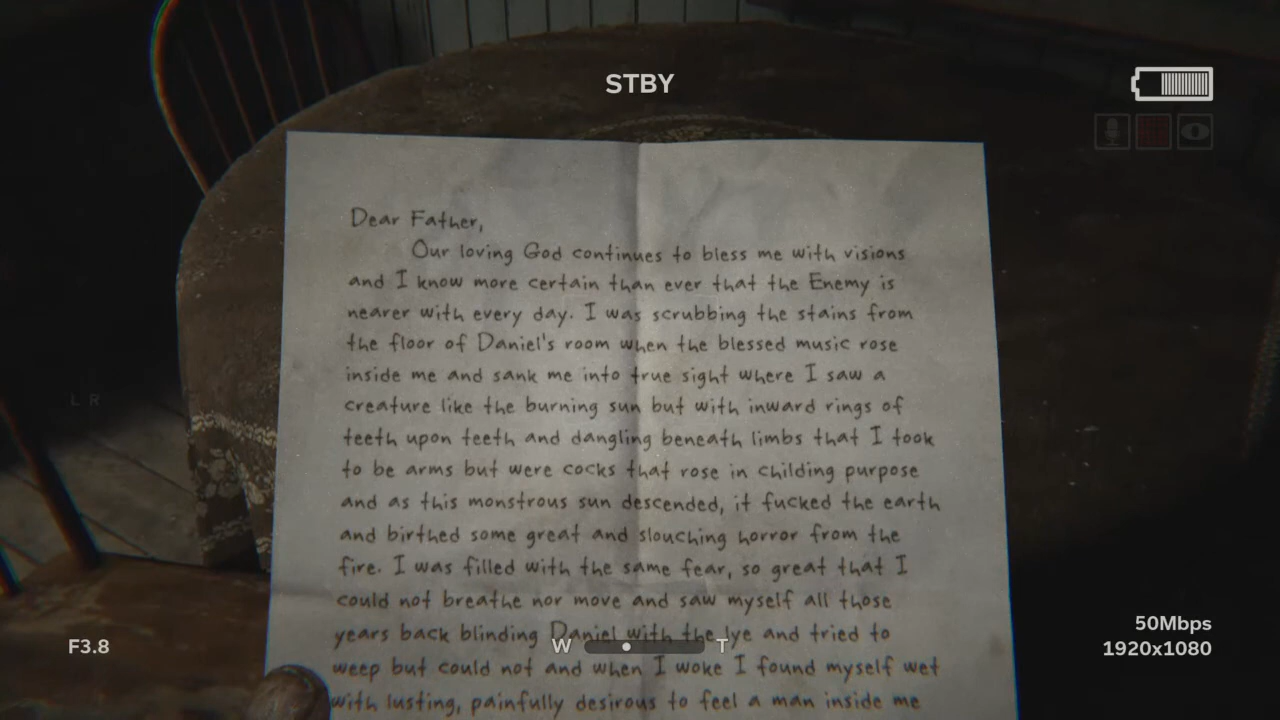 STBY
Dear Father,
Our loving God continues to bless me with visions
and I know more certain than ever that the Enemy is
nearer with every day. I was scrubbing the stains from
the floor of Daniel's room when the blessed music rose
inside me and sank me into true sight where I saw a
creature like the burning sun but with inward rings of
teeth upon teeth and dangling beneath limbs that I took
to be arms but were cocks that rose in childing purpose
and as this monstrous sun descended, it fucked the earth
and birthed some great and slouching horror from the
fire. I was filled with the same fear, so great that I
could not breathe nor move and saw myself all those
years back blinding Daniel with the lye and tried to
weep but could not and when I woke I found myself wet
with lusting, painfully desirous to feel a man inside me
L R
F3.8
W T
50Mbps
1920x1080